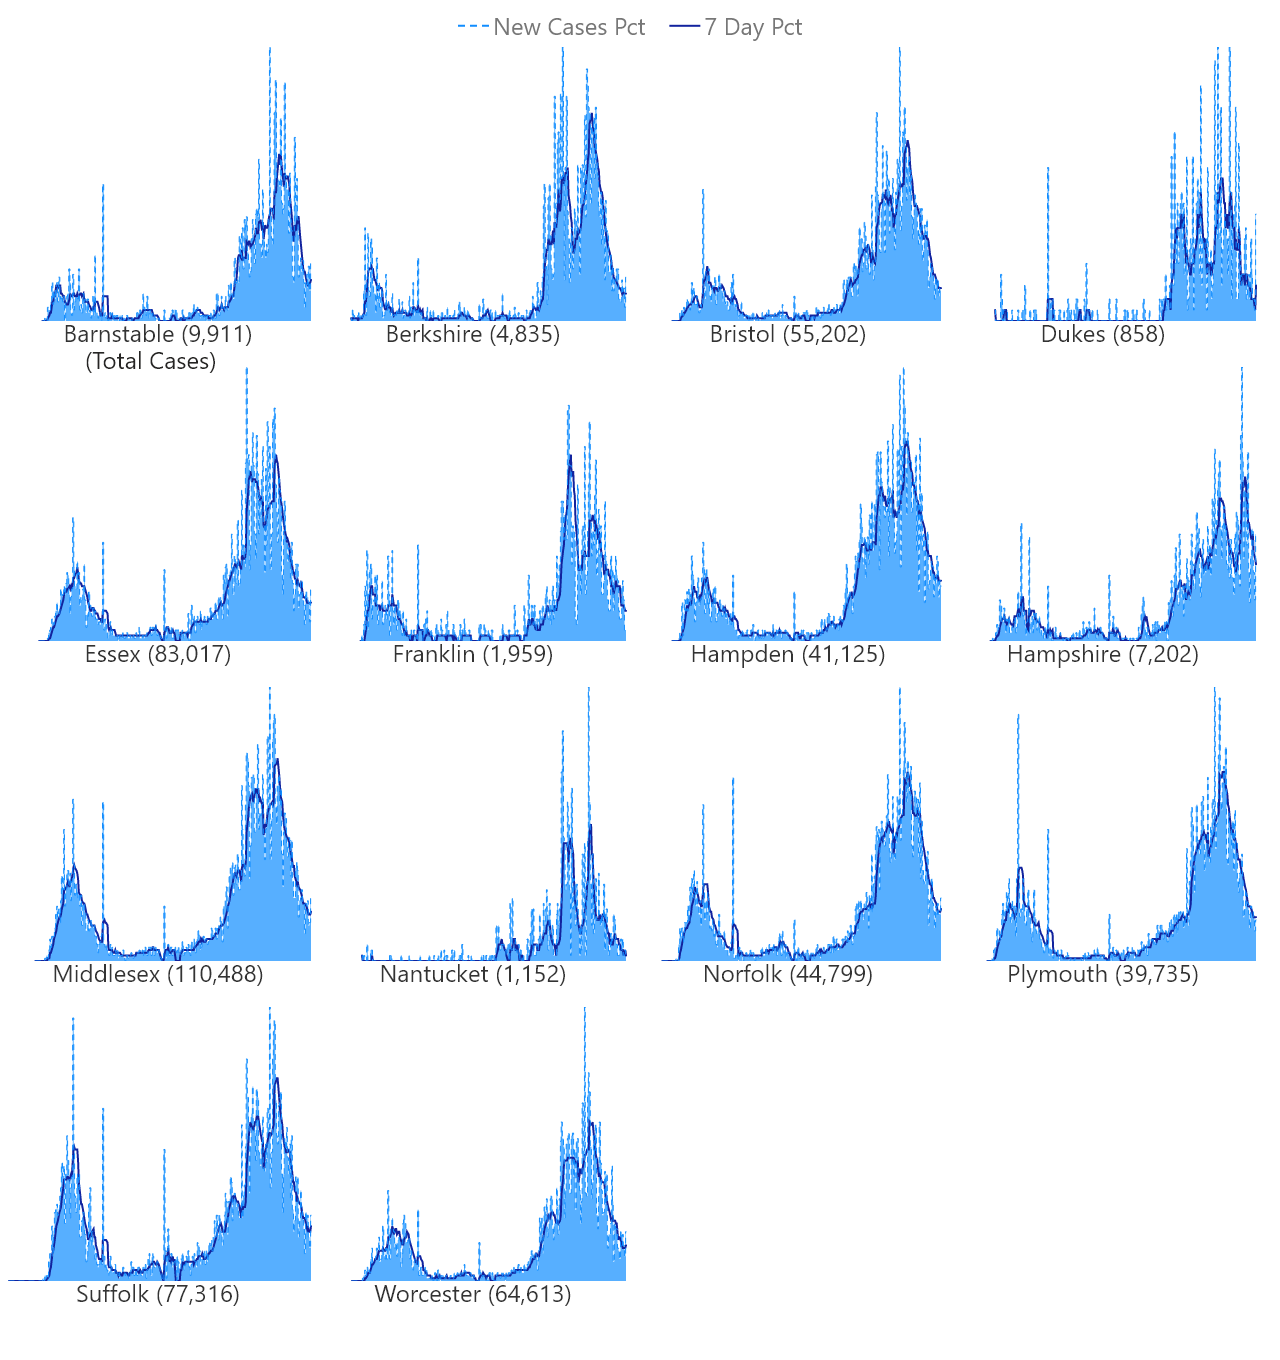 New Cases Pct 7 Day Pct
Barnstable (9,911) Berkshire (4,835) Bristol (55,202) Dukes (858)
(Total Cases)
Essex (83,017) Franklin (1,959) Hampden (41,125) Hampshire (7,202)
Middlesex (110,488) Nantucket (1,152) Norfolk (44,799) Plymouth (39,735)
Suffolk (77,316) Worcester (64,613)